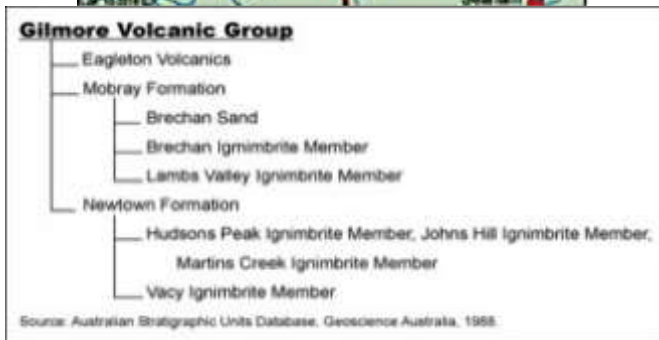 Gilmore Volcanic Group
Eagleton Volcanics
Mobray Formation
Brechan Sand
Brechan Igmimbrite Member
Lambs Valley Ignimbrite Member
Newtown Formation
Hudsons Peak Ignimbrite Member, Johns Hill Ignimbrite Member,
Martins Creek Ignimbrite Member
Vacy Ignimbrite Member
Source: Australian Stratigraphic Units Database, Geoscience Australia, 1988.